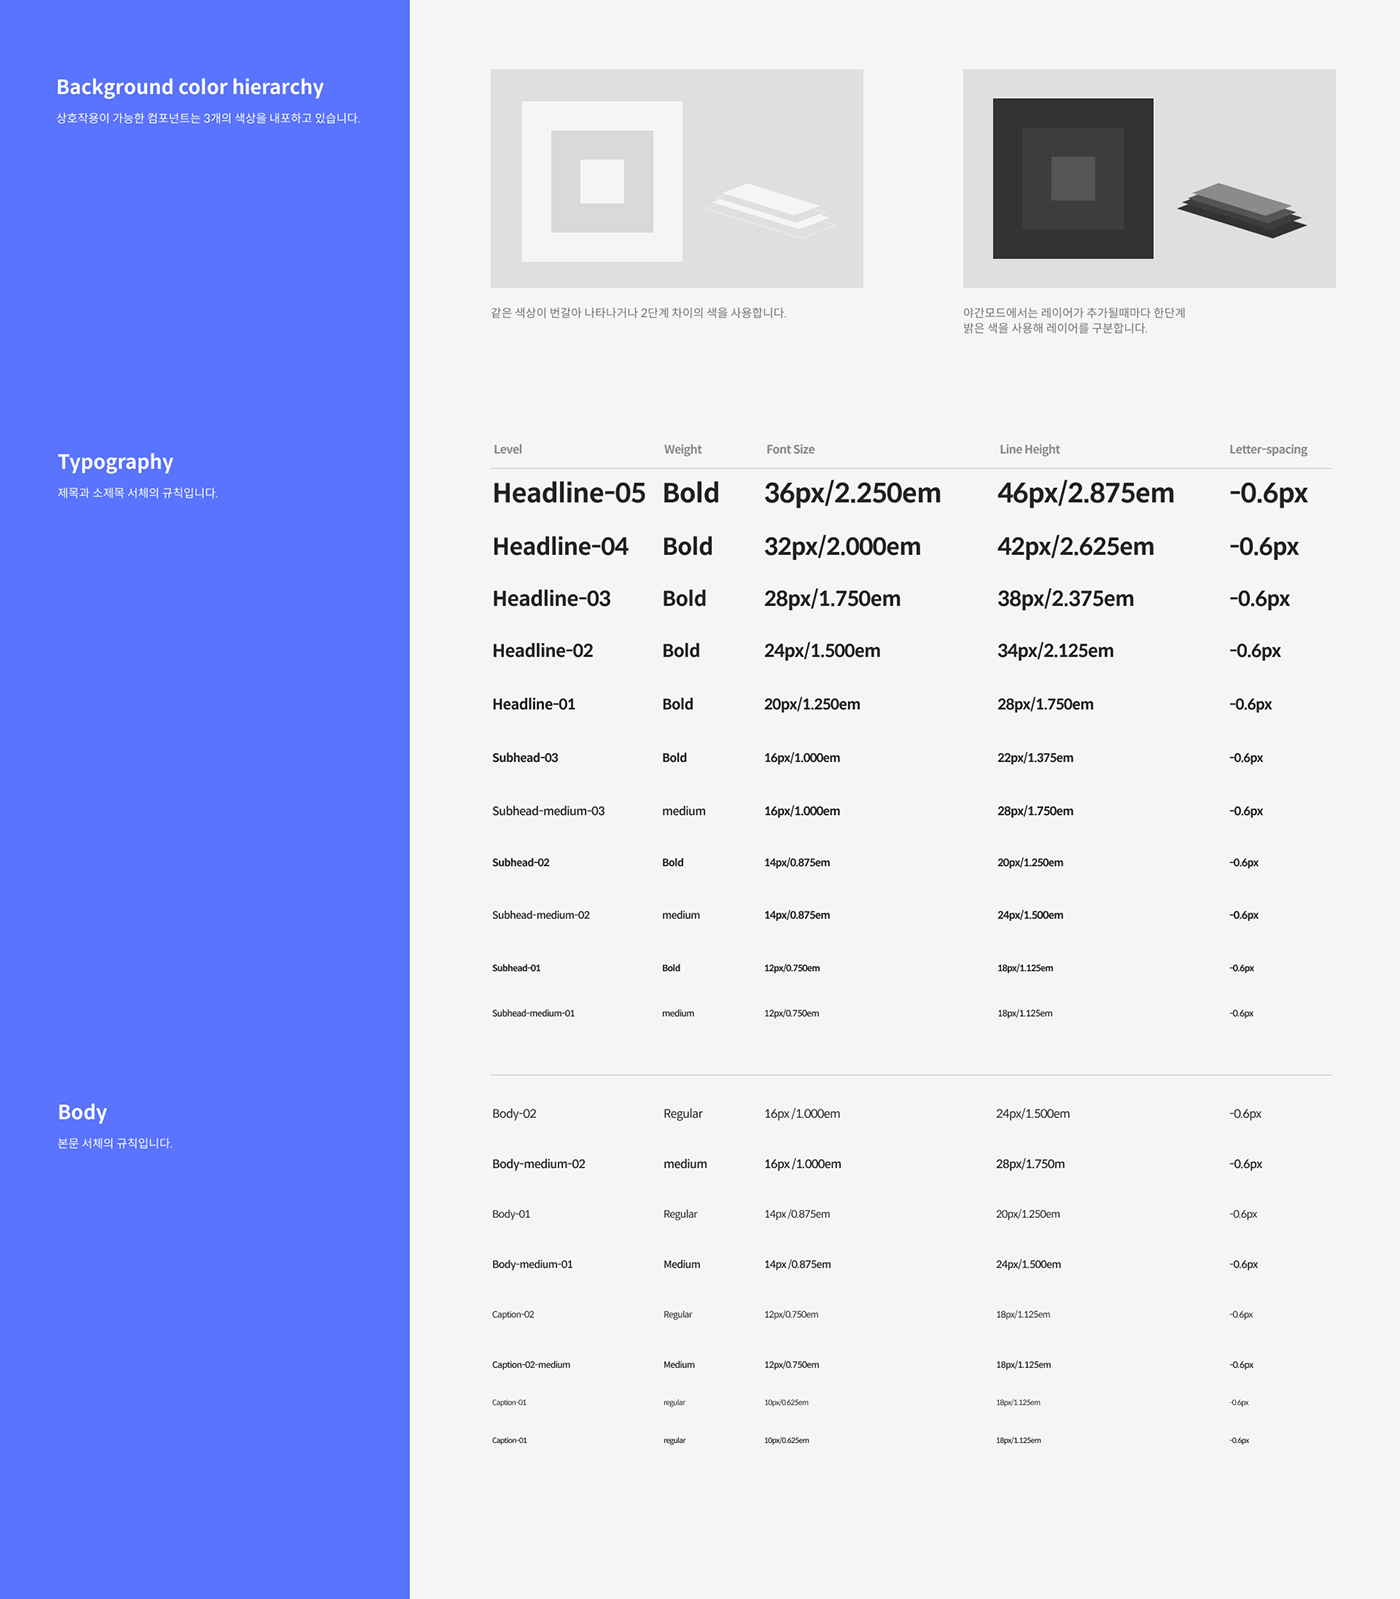 Background color hierarchy
상호작용이 가능한 컴포넌트는 3개의 색상을 내포하고 있습니다.
같은 색상이 번갈아 나타나거나 2단계 차이의 색을 사용합니다.
야간모드에서는 레이어가 추가될때마다 한단계
밝은 색을 사용해 레이어를 구분합니다.
Typography
제목과 소제목 서체의 규칙입니다.
Level Weight Font Size Line Height Letter-spacing
Headline-05 Bold 36px/2.250em 46px/2.875em -0.6px
Headline-04 Bold 32px/2.000em 42px/2.625em -0.6px
Headline-03 Bold 28px/1.750em 38px/2.375em -0.6px
Headline-02 Bold 24px/1.500em 34px/2.125em -0.6px
Headline-01 Bold 20px/1.250em 28px/1.750em -0.6px
Subhead-03 Bold 16px/1.000em 22px/1.375em -0.6px
Subhead-medium-03 medium 16px/1.000em 28px/1.750em -0.6px
Subhead-02 Bold 14px/0.875em 20px/1.250em -0.6px
Subhead-medium-02 medium 14px/0.875em 24px/1.500em -0.6px
Subhead-01 Bold 12px/0.750em 18px/1.125em -0.6px
Subhead-medium-01 medium 12px/0.750em 18px/1.125em -0.6px
Body
본문 서체의 규칙입니다.
Body-02 Regular 16px /1.000em 24px/1.500em -0.6px
Body-medium-02 medium 16px /1.000em 28px/1.750m -0.6px
Body-01 Regular 14px /0.875em 20px/1.250em -0.6px
Body-medium-01 Medium 14px /0.875em 24px/1.500em -0.6px
Caption-02 Regular 12px/0.750em 18px/1.125em -0.6px
Caption-02-medium Medium 12px/0.750em 18px/1.125em -0.6px
Caption-01 regular 10px/0.625em 18px/1.125em -0.6px
Caption-01 regular 10px/0.625em 18px/1.125em -0.6px